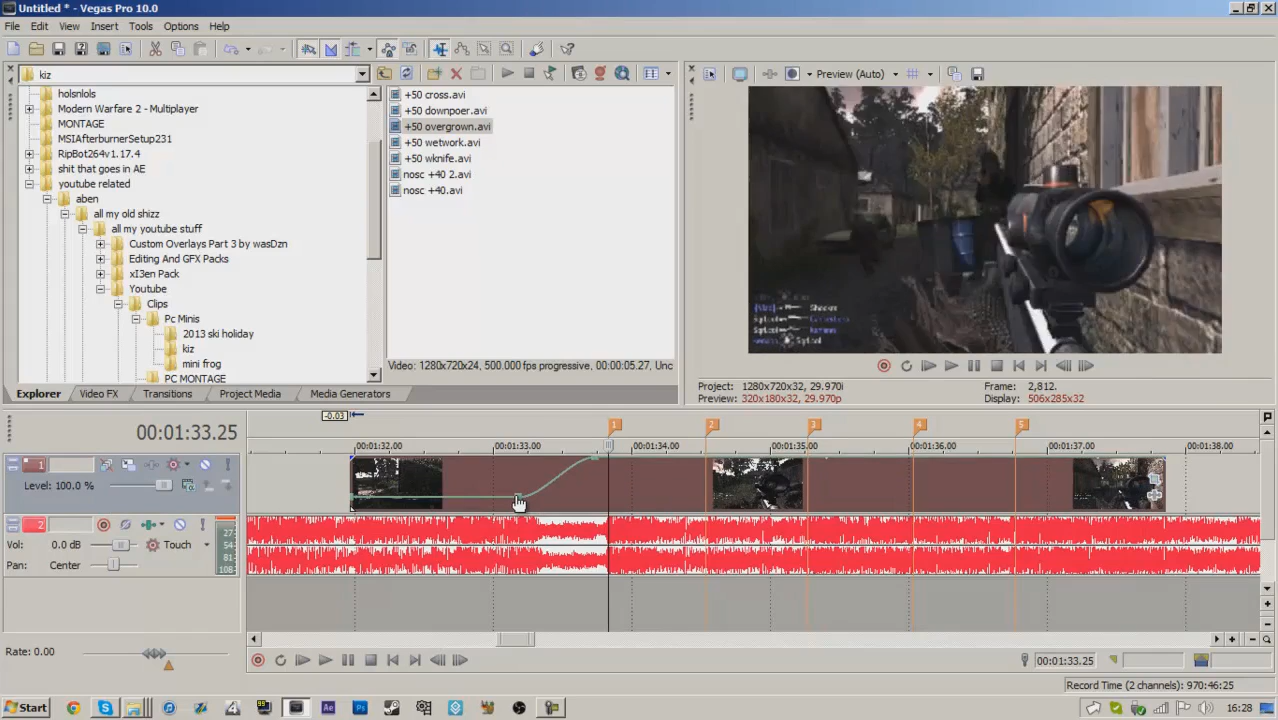 Untitled * - Vegas Pro 10.0
File Edit View Insert Tools Options Help
kiz
Preview (Auto)
holsnlols
Modern Warfare 2 - Multiplayer
MONTAGE
MSIAfterburnerSetup231
RipBot264v1.17.4
shit that goes in AE
youtube related
aben
all my old shizz
all my youtube stuff
Custom Overlays Part 3 by wasDzn
Editing And GFX Packs
xI3en Pack
Youtube
Clips
Pc Minis
2013 ski holiday
kiz
mini frog
PC MONTAGE
+50 cross.avi
+50 downpoer.avi
+50 overgrown.avi
+50 wetwork.avi
+50 wknife.avi
nosc +40 2.avi
nosc +40.avi
Video: 1280x720x24, 500.000 fps progressive, 00:00:05.27, Unc
Explorer Video FX Transitions Project Media Media Generators
Project: 1280x720x32, 29.970i
Preview: 320x180x32, 29.970p
Frame: 2,812.
Display: 506x285x32
-0.03
00:01:33.25
1 2 3 4 5
00:01:32.00 00:01:33.00 00:01:34.00 00:01:35.00 00:01:36.00 00:01:37.00 00:01:38.00
1
Level: 100.0 %
2
Vol: 0.0 dB Touch
Pan: Center
27
54
81
108
Rate: 0.00
00:01:33.25
Record Time (2 channels): 970:46:25
Start
Ae
Ps
16:28